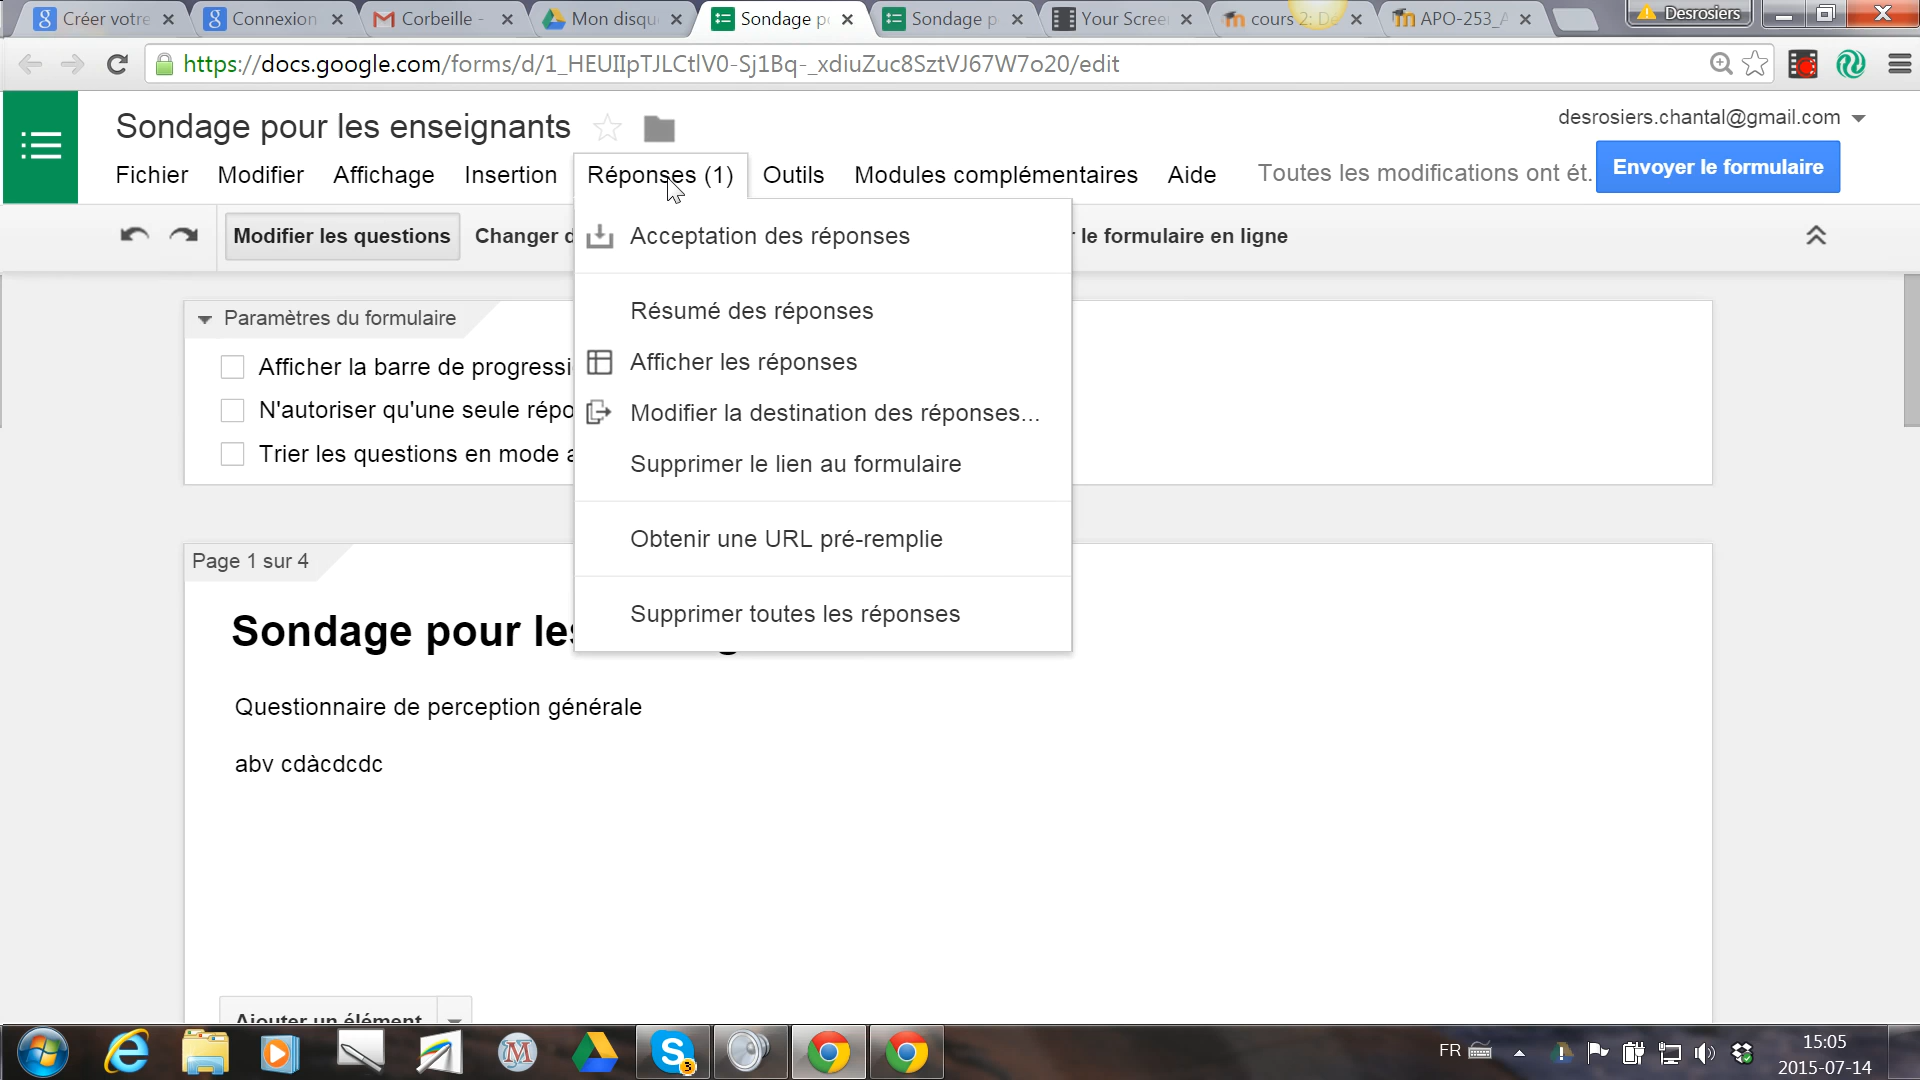 Créer votre
Connexion
Corbeille -
Mon disqu
Sondage p
Sondage p
Your Scree
cours 2: De
APO-253_A
Desrosiers
https://docs.google.com/forms/d/1_HEUIIpTJLCtlV0-Sj1Bq-_xdiuZuc8SztVJ67W7o20/edit
Sondage pour les enseignants
desrosiers.chantal@gmail.com
Fichier Modifier Affichage Insertion Réponses (1) Outils Modules complémentaires Aide
Toutes les modifications ont ét.
Envoyer le formulaire
Modifier les questions
Changer d
le formulaire en ligne
Acceptation des réponses
Résumé des réponses
Afficher les réponses
Modifier la destination des réponses...
Supprimer le lien au formulaire
Obtenir une URL pré-remplie
Supprimer toutes les réponses
Paramètres du formulaire
Afficher la barre de progressi
N'autoriser qu'une seule répo
Trier les questions en mode a
Page 1 sur 4
Sondage pour les
Questionnaire de perception générale
abv cdàcdcdc
Ajouter un élément
FR
15:05
2015-07-14